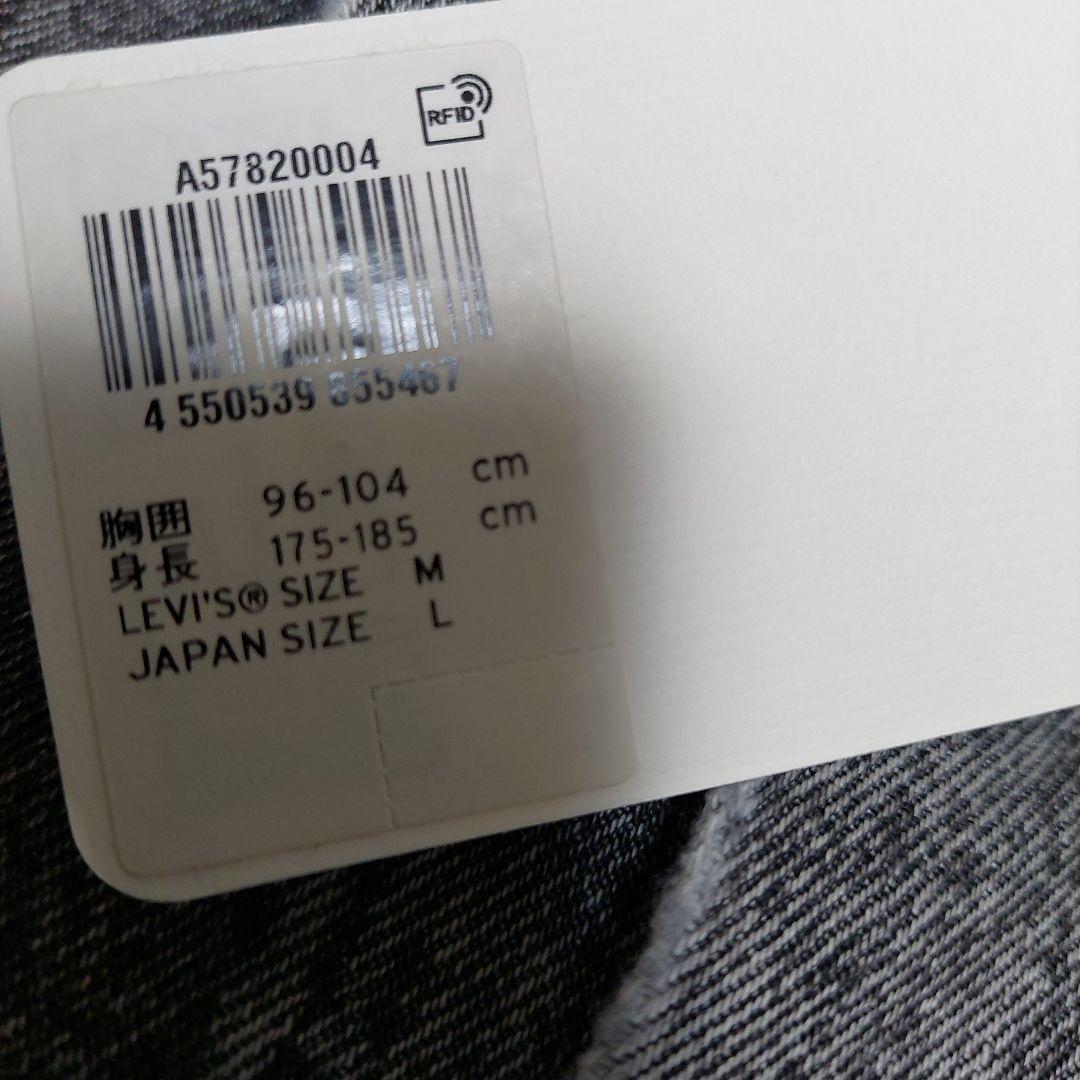 RFID
A57820004
4 550539 855467
胸囲 96-104 cm
身長 175-185 cm
LEVI'S® SIZE M
JAPAN SIZE L